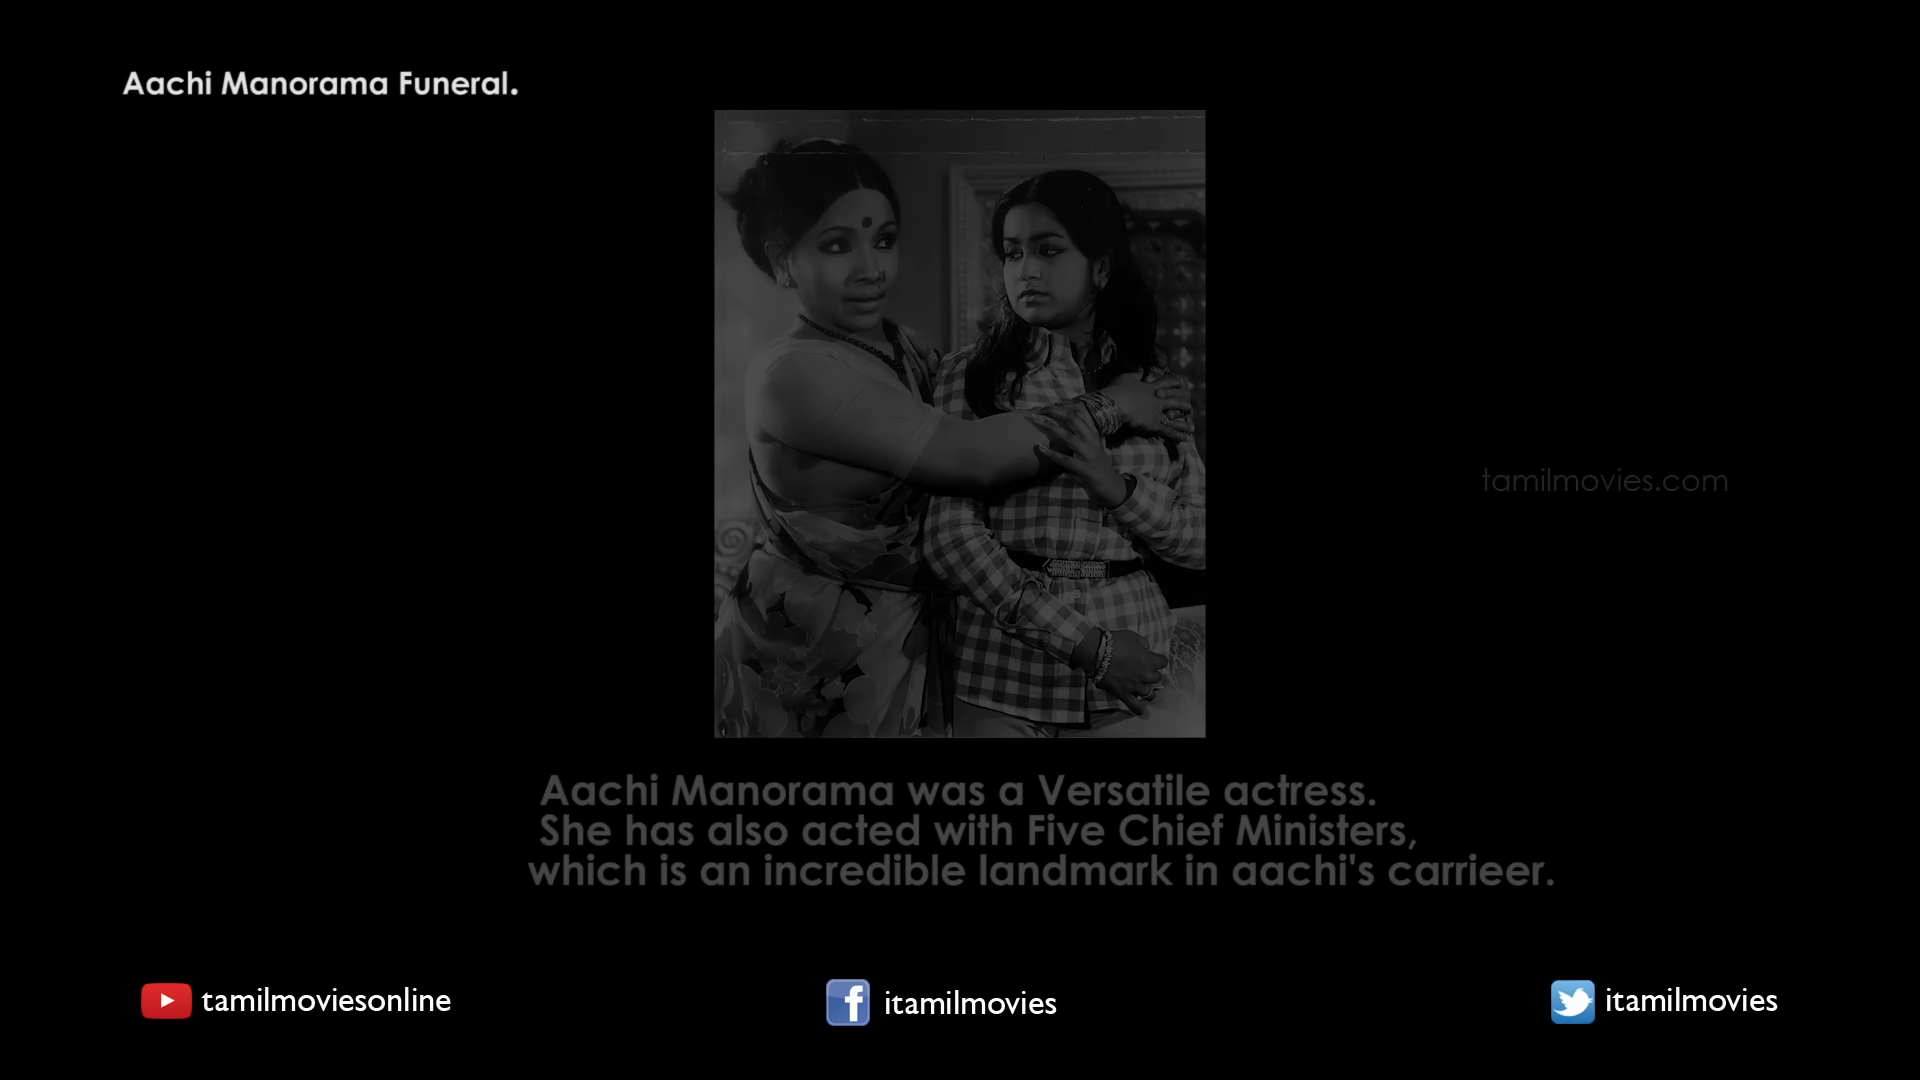 Aachi Manorama Funeral.
tamilmovies.com
Aachi Manorama was a Versatile actress.
She has also acted with Five Chief Ministers,
which is an incredible landmark in aachi's carrieer.
tamilmoviesonline
itamilmovies
itamilmovies